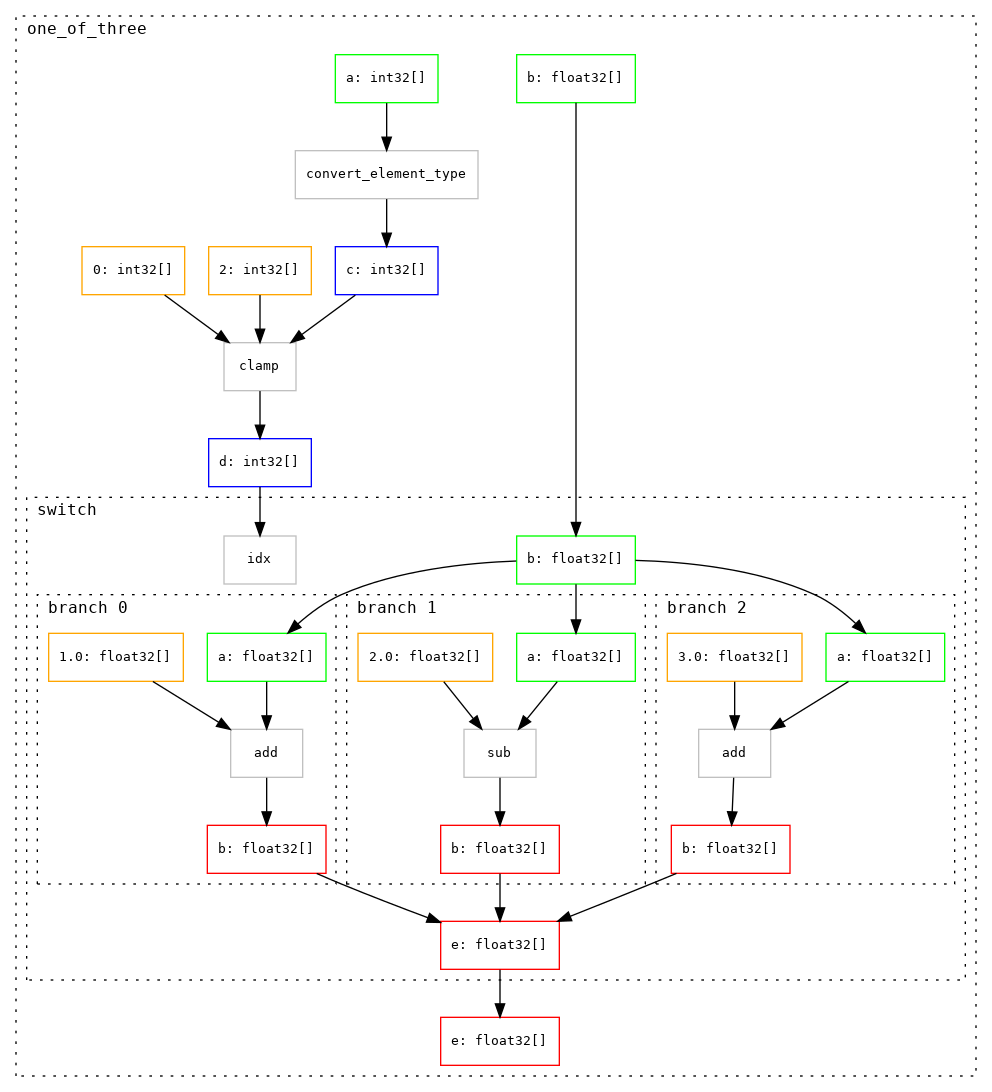 one_of_three
a: int32[]
b: float32[]
convert_element_type
0: int32[]
2: int32[]
c: int32[]
clamp
d: int32[]
switch
idx
b: float32[]
branch 0
branch 1
branch 2
1.0: float32[]
a: float32[]
2.0: float32[]
a: float32[]
3.0: float32[]
a: float32[]
add
sub
add
b: float32[]
b: float32[]
b: float32[]
e: float32[]
e: float32[]